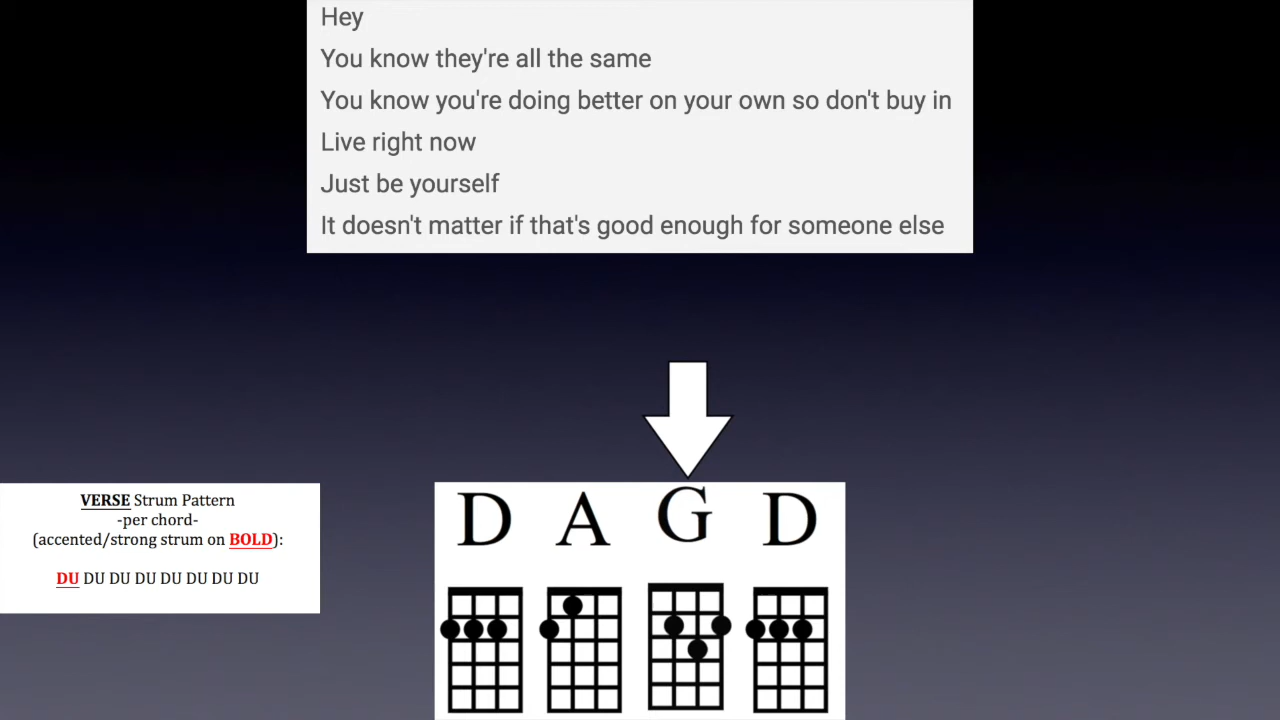 Hey
You know they're all the same
You know you're doing better on your own so don't buy in
Live right now
Just be yourself
It doesn't matter if that's good enough for someone else
VERSE Strum Pattern
-per chord-
(accented/strong strum on BOLD):
DU DU DU DU DU DU DU DU
D A G D